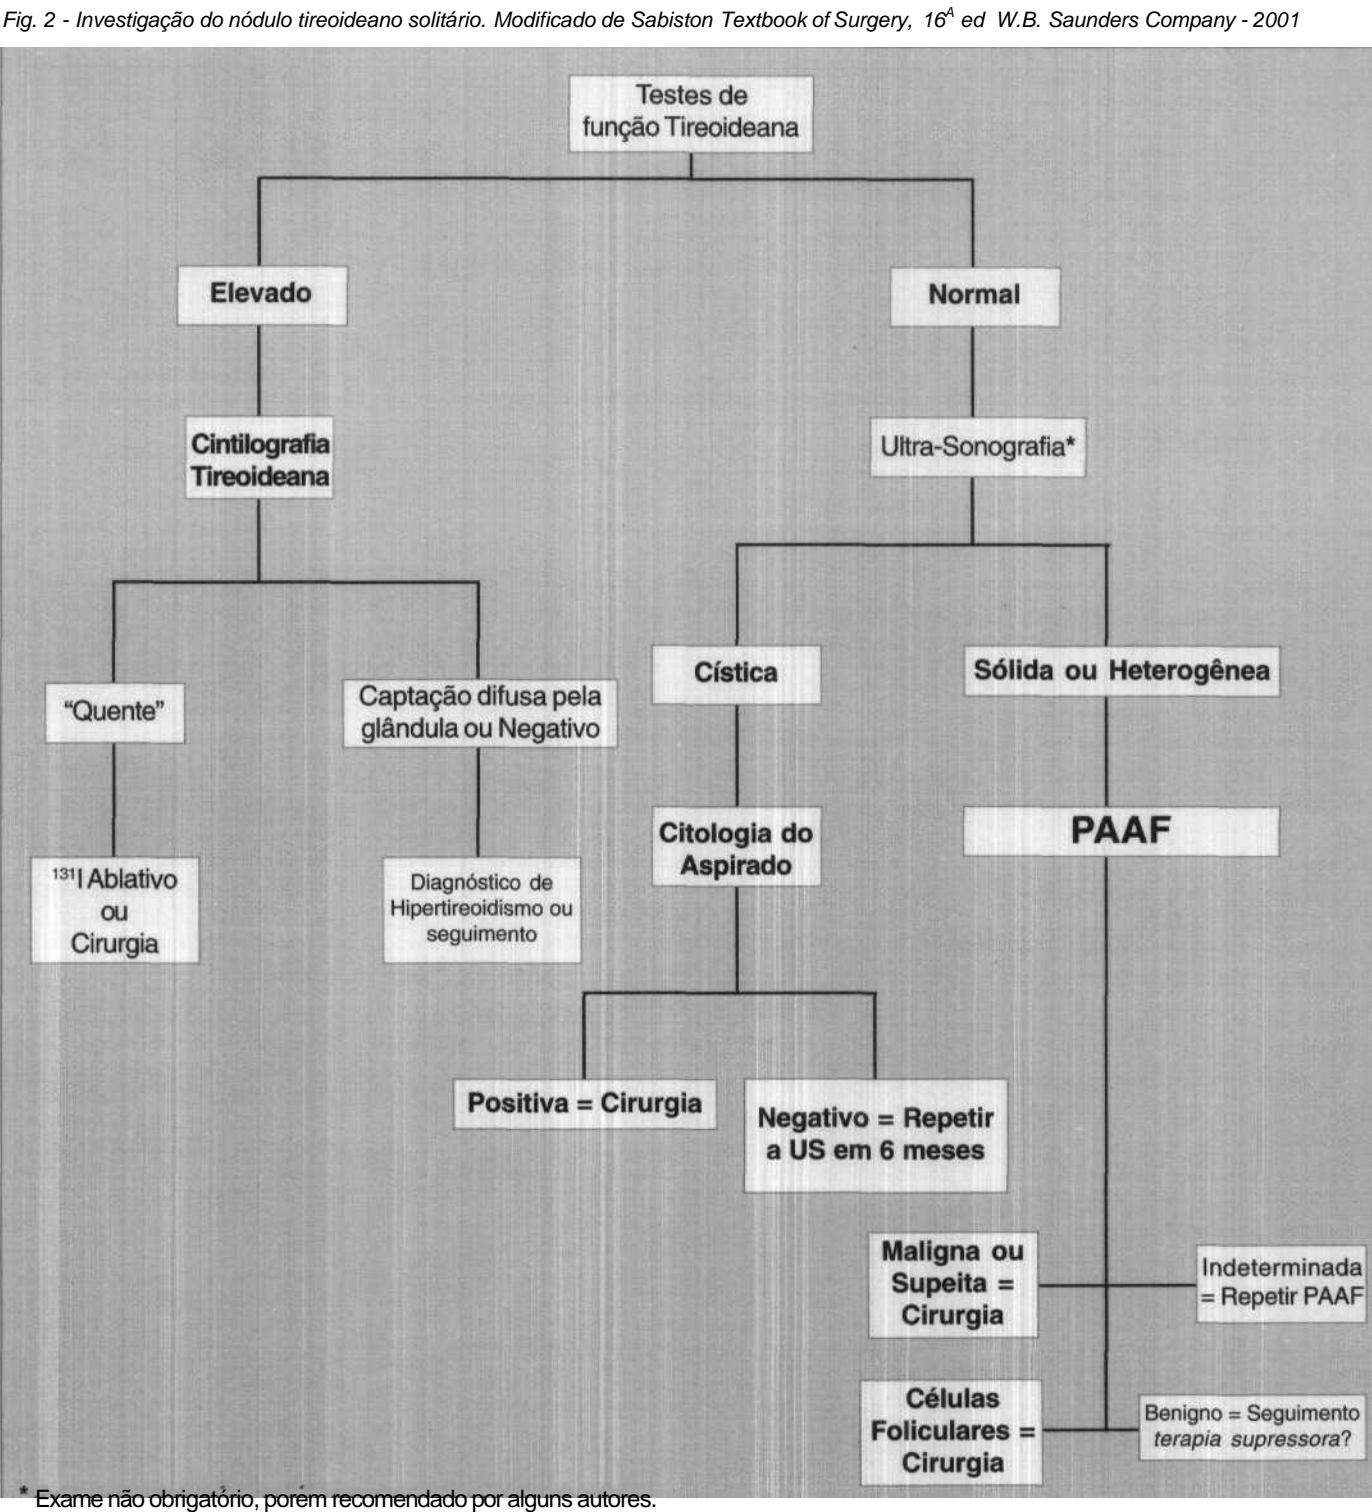 Fig. 2 - Investigação do nódulo tireoideano solitário. Modificado de Sabiston Textbook of Surgery, 16ᴬ ed W.B. Saunders Company - 2001
Testes de
função Tireoideana
Elevado
Normal
Cintilografia
Tireoideana
Ultra-Sonografia*
"Quente"
Captação difusa pela
glândula ou Negativo
Cística
Sólida ou Heterogênea
¹³¹I Ablativo
ou
Cirurgia
Diagnóstico de
Hipertireoidismo ou
seguimento
Citologia do
Aspirado
PAAF
Positiva = Cirurgia
Negativo = Repetir
a US em 6 meses
Maligna ou
Supeita =
Cirurgia
Indeterminada
= Repetir PAAF
Células
Foliculares =
Cirurgia
Benigno = Seguimento
terapia supressora?
* Exame não obrigatório, porém recomendado por alguns autores.